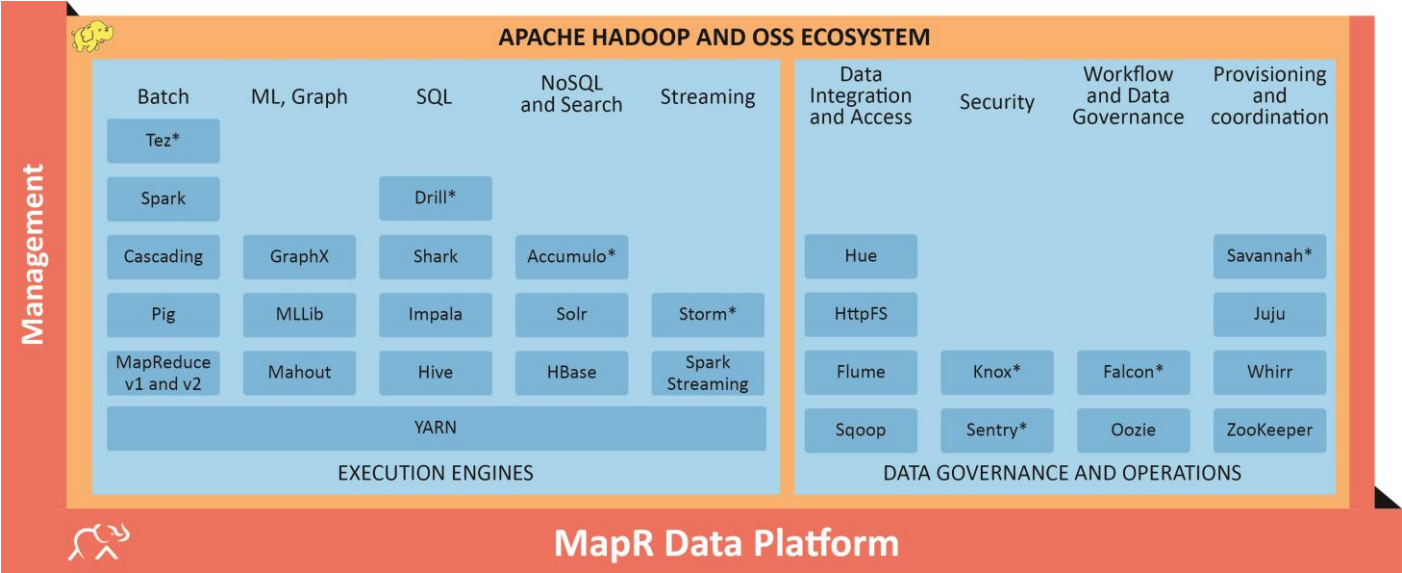 APACHE HADOOP AND OSS ECOSYSTEM
Management
Batch
Tez*
Spark
Cascading
Pig
MapReduce
v1 and v2
ML, Graph
GraphX
MLLib
Mahout
SQL
Drill*
Shark
Impala
Hive
NoSQL
and Search
Accumulo*
Solr
HBase
Streaming
Storm*
Spark
Streaming
YARN
EXECUTION ENGINES
Data
Integration
and Access
Hue
HttpFS
Flume
Sqoop
Security
Knox*
Sentry*
Workflow
and Data
Governance
Falcon*
Oozie
Provisioning
and
coordination
Savannah*
Juju
Whirr
ZooKeeper
DATA GOVERNANCE AND OPERATIONS
MapR Data Platform